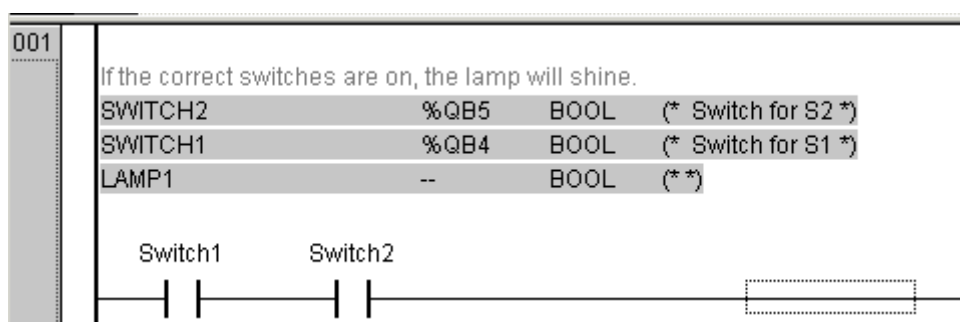 001
If the correct switches are on, the lamp will shine.
SWITCH2 %QB5 BOOL (* Switch for S2 *)
SWITCH1 %QB4 BOOL (* Switch for S1 *)
LAMP1 -- BOOL (* *)
Switch1 Switch2